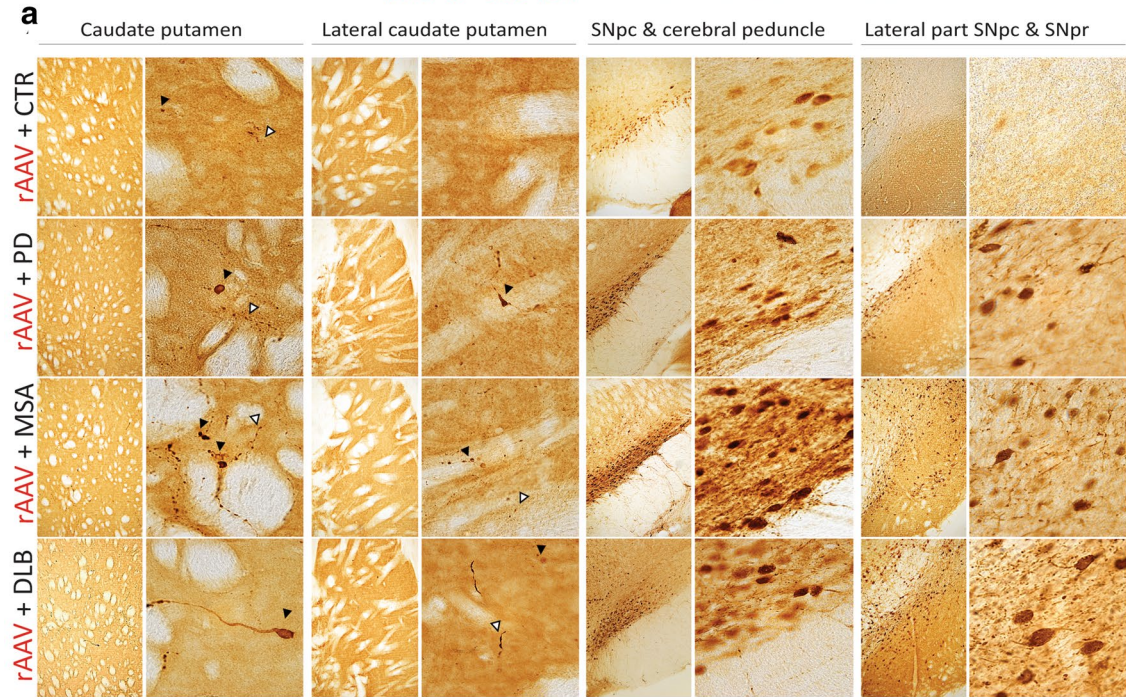 a
Caudate putamen
Lateral caudate putamen
SNpc & cerebral peduncle
Lateral part SNpc & SNpr
rAAV + CTR
rAAV + PD
rAAV + MSA
rAAV + DLB